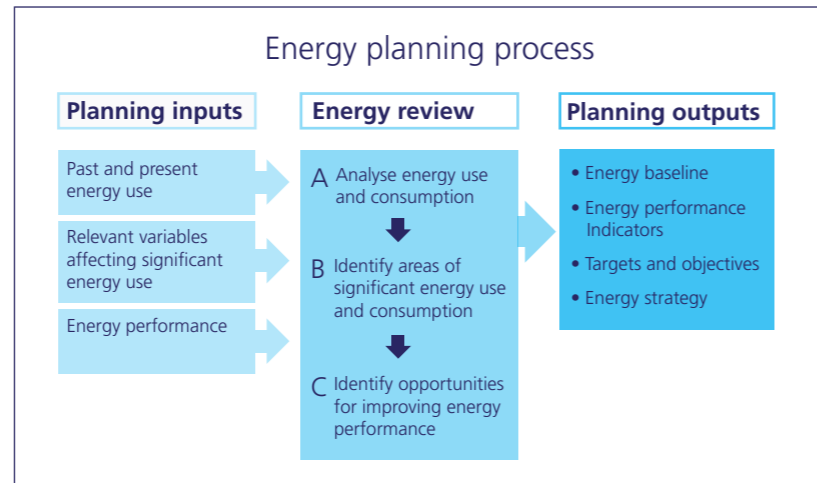 Energy planning process
Planning inputs
Past and present
energy use
Relevant variables
affecting significant
energy use
Energy performance
Energy review
A Analyse energy use
and consumption
B Identify areas of
significant energy use
and consumption
C Identify opportunities
for improving energy
performance
Planning outputs
• Energy baseline
• Energy performance
Indicators
• Targets and objectives
• Energy strategy